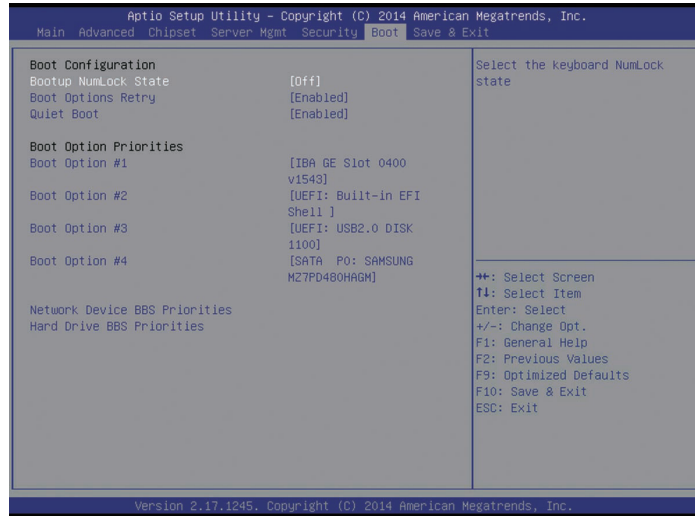 Aptio Setup Utility – Copyright (C) 2014 American Megatrends, Inc.
Main Advanced Chipset Server Mgmt Security Boot Save & Exit
Boot Configuration
Bootup NumLock State [Off]
Boot Options Retry [Enabled]
Quiet Boot [Enabled]
Boot Option Priorities
Boot Option #1 [IBA GE Slot 0400
v1543]
Boot Option #2 [UEFI: Built-in EFI
Shell ]
Boot Option #3 [UEFI: USB2.0 DISK
1100]
Boot Option #4 [SATA P0: SAMSUNG
MZ7PD480HAGM]
Network Device BBS Priorities
Hard Drive BBS Priorities
Select the keyboard NumLock
state
→←: Select Screen
↑↓: Select Item
Enter: Select
+/-: Change Opt.
F1: General Help
F2: Previous Values
F9: Optimized Defaults
F10: Save & Exit
ESC: Exit
Version 2.17.1245. Copyright (C) 2014 American Megatrends, Inc.